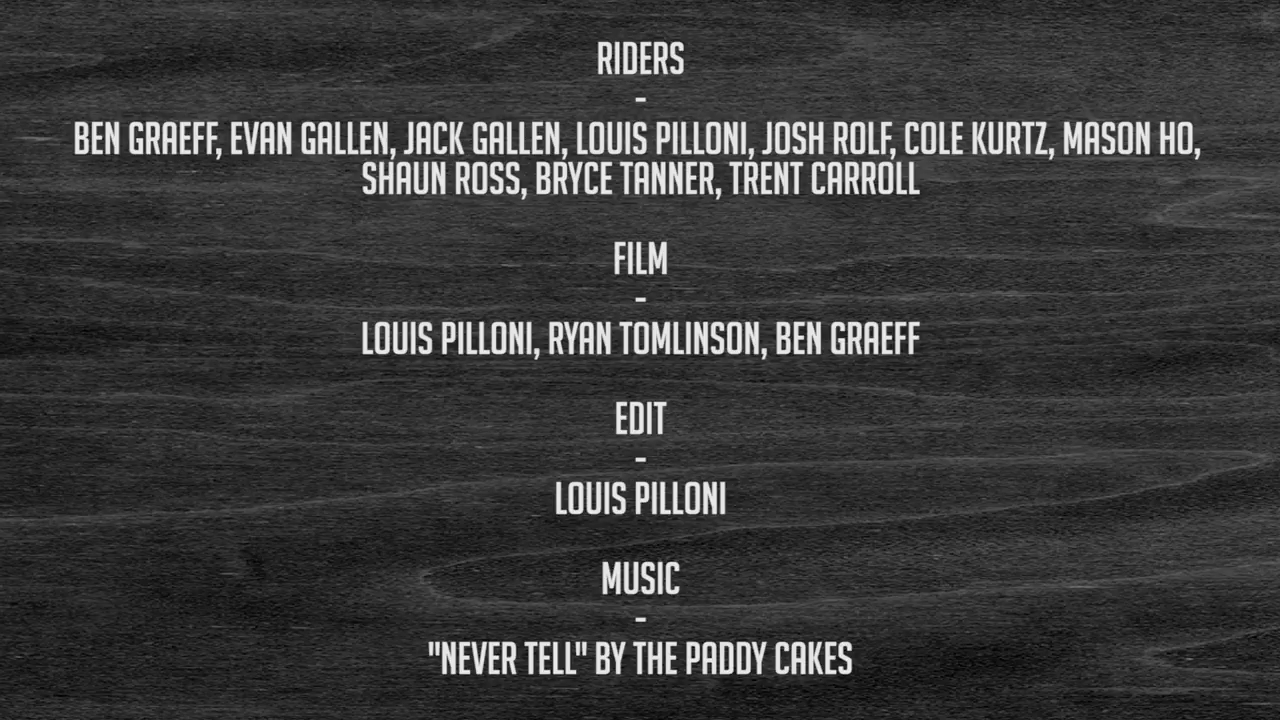 RIDERS
-
BEN GRAEFF, EVAN GALLEN, JACK GALLEN, LOUIS PILLONI, JOSH ROLF, COLE KURTZ, MASON HO,
SHAUN ROSS, BRYCE TANNER, TRENT CARROLL
FILM
-
LOUIS PILLONI, RYAN TOMLINSON, BEN GRAEFF
EDIT
-
LOUIS PILLONI
MUSIC
-
"NEVER TELL" BY THE PADDY CAKES